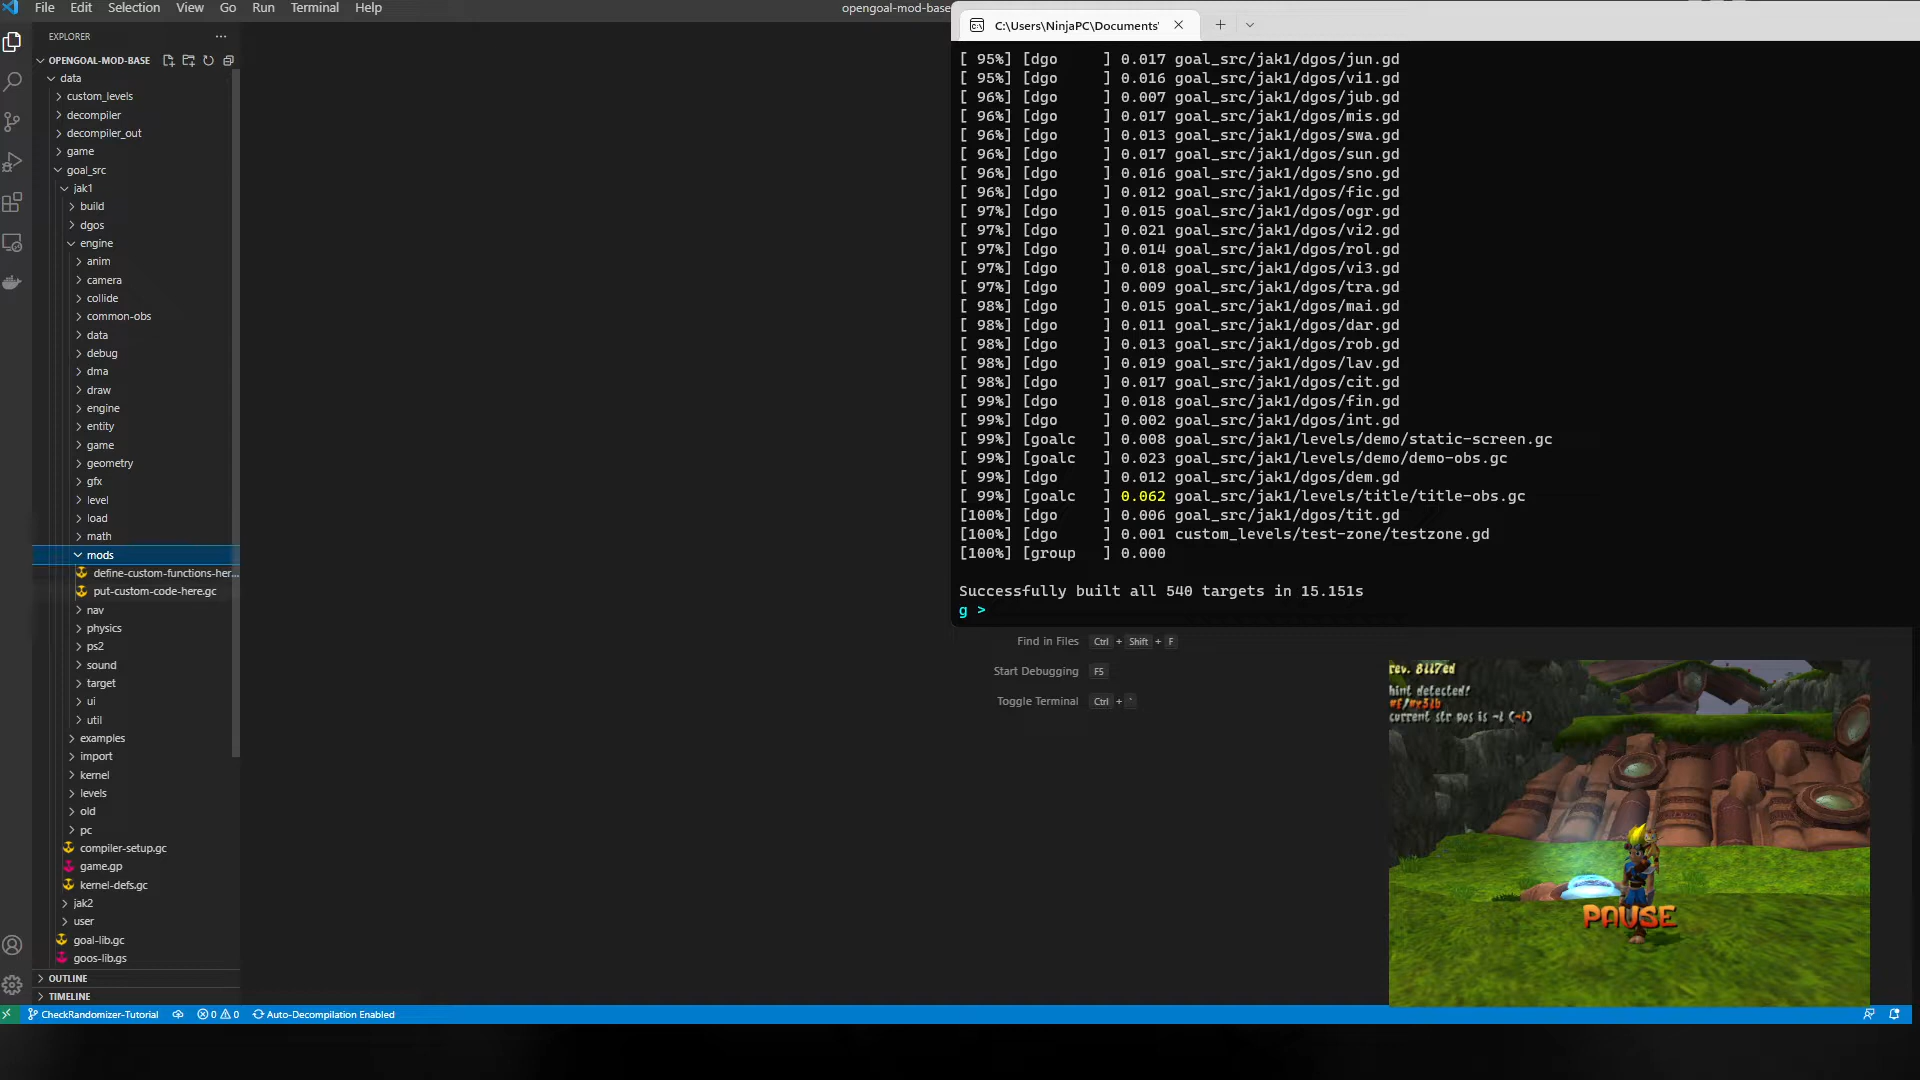 File Edit Selection View Go Run Terminal Help
opengoal-mod-base
EXPLORER
OPENGOAL-MOD-BASE
data
custom_levels
decompiler
decompiler_out
game
goal_src
jak1
build
dgos
engine
anim
camera
collide
common-obs
data
debug
dma
draw
engine
entity
game
geometry
gfx
level
load
math
mods
define-custom-functions-her...
put-custom-code-here.gc
nav
physics
ps2
sound
target
ui
util
examples
import
kernel
levels
old
pc
compiler-setup.gc
game.gp
kernel-defs.gc
jak2
user
goal-lib.gc
goos-lib.gs
OUTLINE
TIMELINE
C:\Users\NinjaPC\Documents'
[ 95%] [dgo     ] 0.017 goal_src/jak1/dgos/jun.gd
[ 95%] [dgo     ] 0.016 goal_src/jak1/dgos/vi1.gd
[ 96%] [dgo     ] 0.007 goal_src/jak1/dgos/jub.gd
[ 96%] [dgo     ] 0.017 goal_src/jak1/dgos/mis.gd
[ 96%] [dgo     ] 0.013 goal_src/jak1/dgos/swa.gd
[ 96%] [dgo     ] 0.017 goal_src/jak1/dgos/sun.gd
[ 96%] [dgo     ] 0.016 goal_src/jak1/dgos/sno.gd
[ 96%] [dgo     ] 0.012 goal_src/jak1/dgos/fic.gd
[ 97%] [dgo     ] 0.015 goal_src/jak1/dgos/ogr.gd
[ 97%] [dgo     ] 0.021 goal_src/jak1/dgos/vi2.gd
[ 97%] [dgo     ] 0.014 goal_src/jak1/dgos/rol.gd
[ 97%] [dgo     ] 0.018 goal_src/jak1/dgos/vi3.gd
[ 97%] [dgo     ] 0.009 goal_src/jak1/dgos/tra.gd
[ 98%] [dgo     ] 0.015 goal_src/jak1/dgos/mai.gd
[ 98%] [dgo     ] 0.011 goal_src/jak1/dgos/dar.gd
[ 98%] [dgo     ] 0.013 goal_src/jak1/dgos/rob.gd
[ 98%] [dgo     ] 0.019 goal_src/jak1/dgos/lav.gd
[ 98%] [dgo     ] 0.017 goal_src/jak1/dgos/cit.gd
[ 99%] [dgo     ] 0.018 goal_src/jak1/dgos/fin.gd
[ 99%] [dgo     ] 0.002 goal_src/jak1/dgos/int.gd
[ 99%] [goalc   ] 0.008 goal_src/jak1/levels/demo/static-screen.gc
[ 99%] [goalc   ] 0.023 goal_src/jak1/levels/demo/demo-obs.gc
[ 99%] [dgo     ] 0.012 goal_src/jak1/dgos/dem.gd
[ 99%] [goalc   ] 0.062 goal_src/jak1/levels/title/title-obs.gc
[100%] [dgo     ] 0.006 goal_src/jak1/dgos/tit.gd
[100%] [dgo     ] 0.001 custom_levels/test-zone/testzone.gd
[100%] [group   ] 0.000
Successfully built all 540 targets in 15.151s
g >
Find in Files Ctrl + Shift + F
Start Debugging F5
Toggle Terminal Ctrl + `
rev. 8117ed
hint detected!
current str pos is -1 (-1)
PAUSE
CheckRandomizer-Tutorial 0 0 Auto-Decompilation Enabled